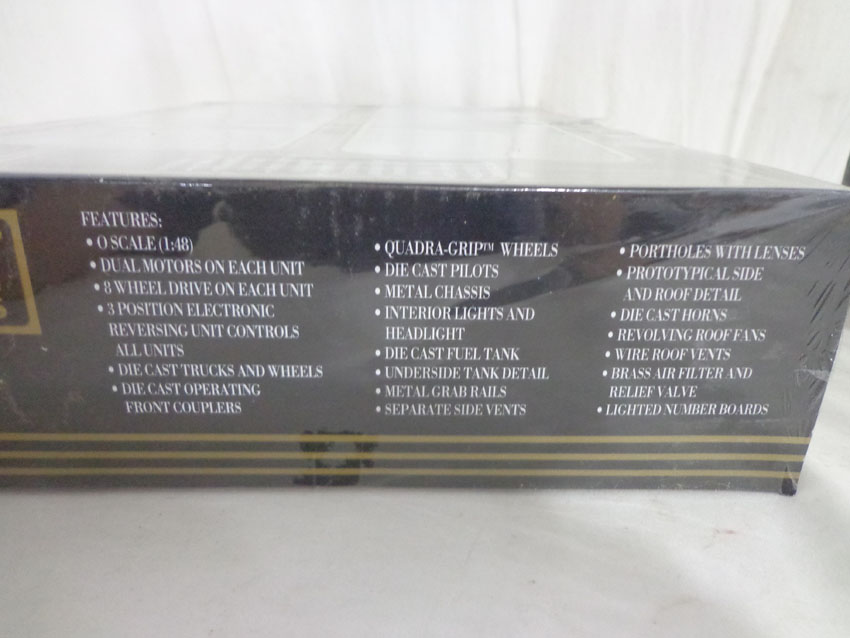 FEATURES:
• O SCALE (1:48)
• DUAL MOTORS ON EACH UNIT
• 8 WHEEL DRIVE ON EACH UNIT
• 3 POSITION ELECTRONIC
REVERSING UNIT CONTROLS
ALL UNITS
• DIE CAST TRUCKS AND WHEELS
• DIE CAST OPERATING
FRONT COUPLERS
• QUADRA-GRIP™ WHEELS
• DIE CAST PILOTS
• METAL CHASSIS
• INTERIOR LIGHTS AND
HEADLIGHT
• DIE CAST FUEL TANK
• UNDERSIDE TANK DETAIL
• METAL GRAB RAILS
• SEPARATE SIDE VENTS
• PORTHOLES WITH LENSES
• PROTOTYPICAL SIDE
AND ROOF DETAIL
• DIE CAST HORNS
• REVOLVING ROOF FANS
• WIRE ROOF VENTS
• BRASS AIR FILTER AND
RELIEF VALVE
• LIGHTED NUMBER BOARDS